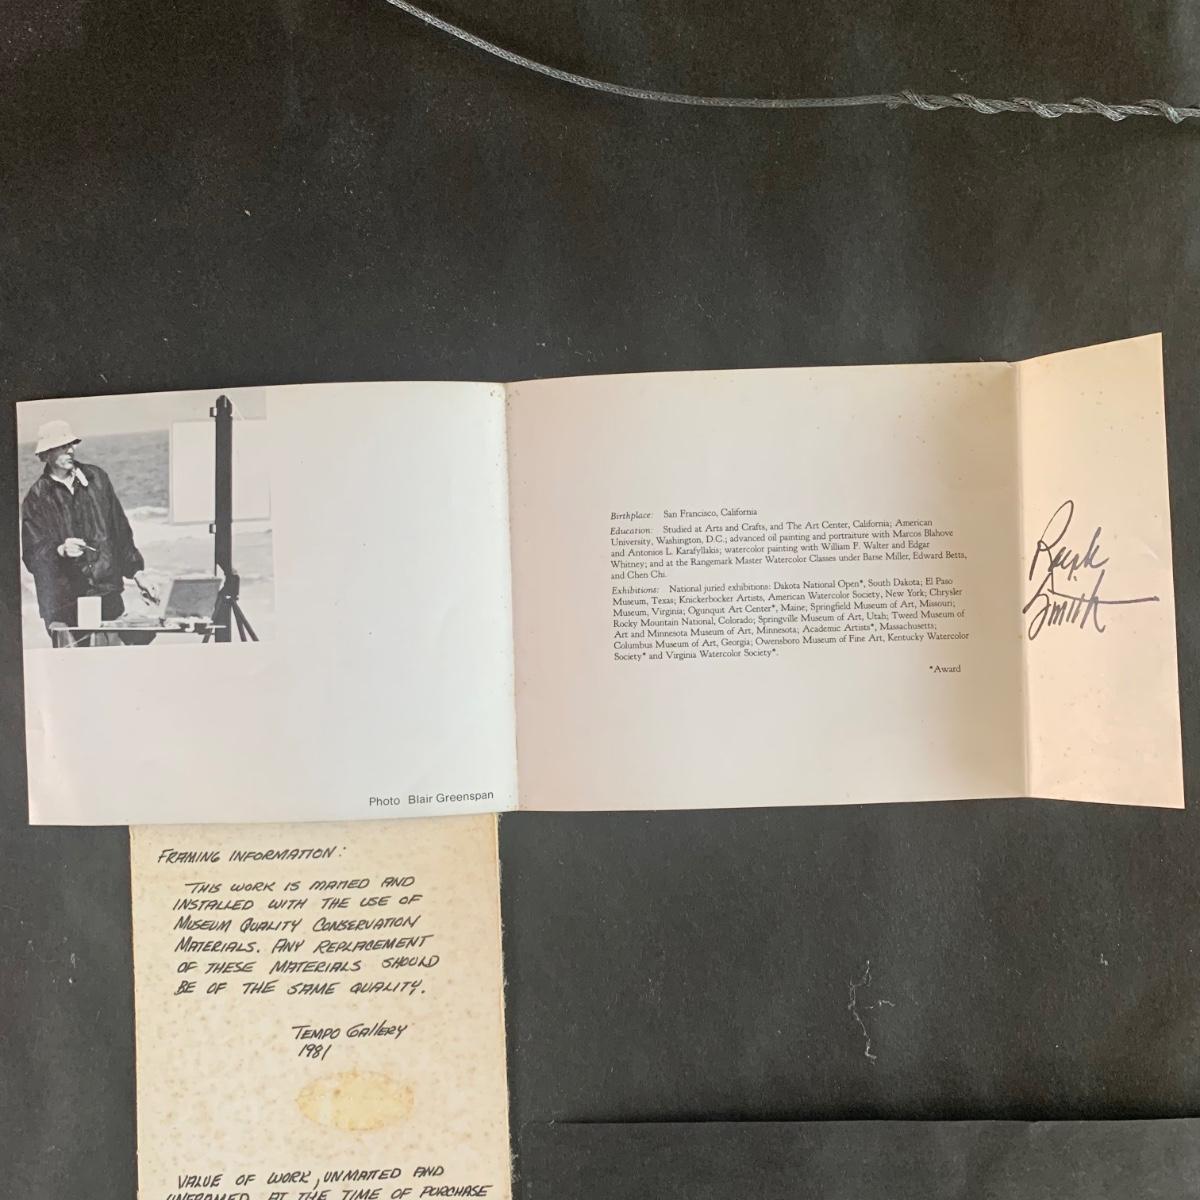 Photo Blair Greenspan
Birthplace: San Francisco, California
Education: Studied at Arts and Crafts, and The Art Center, California; American
University, Washington, D.C.; advanced oil painting and portraiture with Marcos Blahove
and Antonios L. Karafyllakis; watercolor painting with William F. Walter and Edgar
Whitney; and at the Rangemark Master Watercolor Classes under Barse Miller, Edward Betts,
and Chen Chi.
Exhibitions: National juried exhibitions: Dakota National Open*, South Dakota; El Paso
Museum, Texas; Knickerbocker Artists, American Watercolor Society, New York; Chrysler
Museum, Virginia; Ogunquit Art Center*, Maine; Springfield Museum of Art, Missouri;
Rocky Mountain National, Colorado; Springville Museum of Art, Utah; Tweed Museum of
Art and Minnesota Museum of Art, Minnesota; Academic Artists*, Massachusetts;
Columbus Museum of Art, Georgia; Owensboro Museum of Fine Art, Kentucky Watercolor
Society* and Virginia Watercolor Society*.
*Award
Ralph
Smith
FRAMING INFORMATION:
THIS WORK IS MATTED AND
INSTALLED WITH THE USE OF
MUSEUM QUALITY CONSERVATION
MATERIALS. ANY REPLACEMENT
OF THESE MATERIALS SHOULD
BE OF THE SAME QUALITY.
TEMPO GALLERY
1981
VALUE OF WORK, UNMATTED AND
UNFRAMED AT THE TIME OF PURCHASE